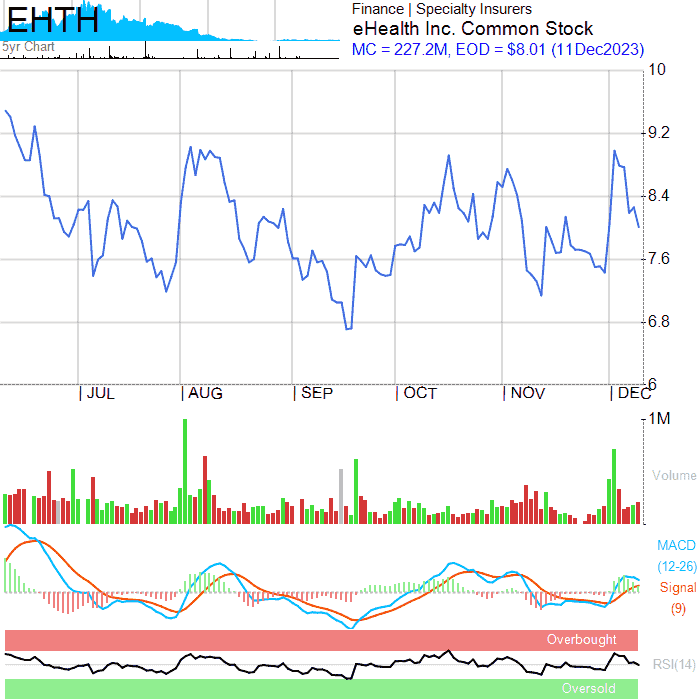 EHTH
5yr Chart
Finance | Specialty Insurers
eHealth Inc. Common Stock
MC = 227.2M, EOD = $8.01 (11Dec2023)
10
9.2
8.4
7.6
6.8
6
| JUL | AUG | SEP | OCT | NOV | DEC
1M
Volume
MACD
(12-26)
Signal
(9)
Overbought
RSI(14)
Oversold